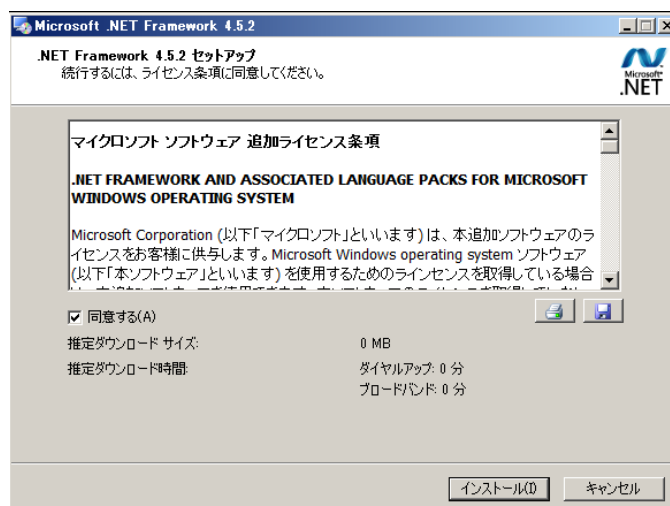 Microsoft .NET Framework 4.5.2
.NET Framework 4.5.2 セットアップ
続行するには、ライセンス条項に同意してください。
Microsoft®
.NET
マイクロソフト ソフトウェア 追加ライセンス条項
.NET FRAMEWORK AND ASSOCIATED LANGUAGE PACKS FOR MICROSOFT
WINDOWS OPERATING SYSTEM
Microsoft Corporation (以下「マイクロソフト」といいます) は、本追加ソフトウェアのラ
イセンスをお客様に供与します。Microsoft Windows operating system ソフトウェア
(以下「本ソフトウェア」といいます) を使用するためのラインセンスを取得している場合
同意する(A)
推定ダウンロード サイズ:
0 MB
推定ダウンロード時間:
ダイヤルアップ: 0 分
ブロードバンド: 0 分
インストール(I)
キャンセル